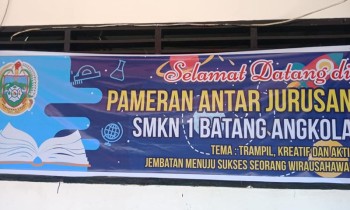 Selamat Datang di
PAMERAN ANTAR JURUSAN
SMKN 1 BATANG ANGKOLA
TEMA : TRAMPIL, KREATIF DAN AKTI
JEMBATAN MENUJU SUKSES SEORANG WIRAUSAHAWA